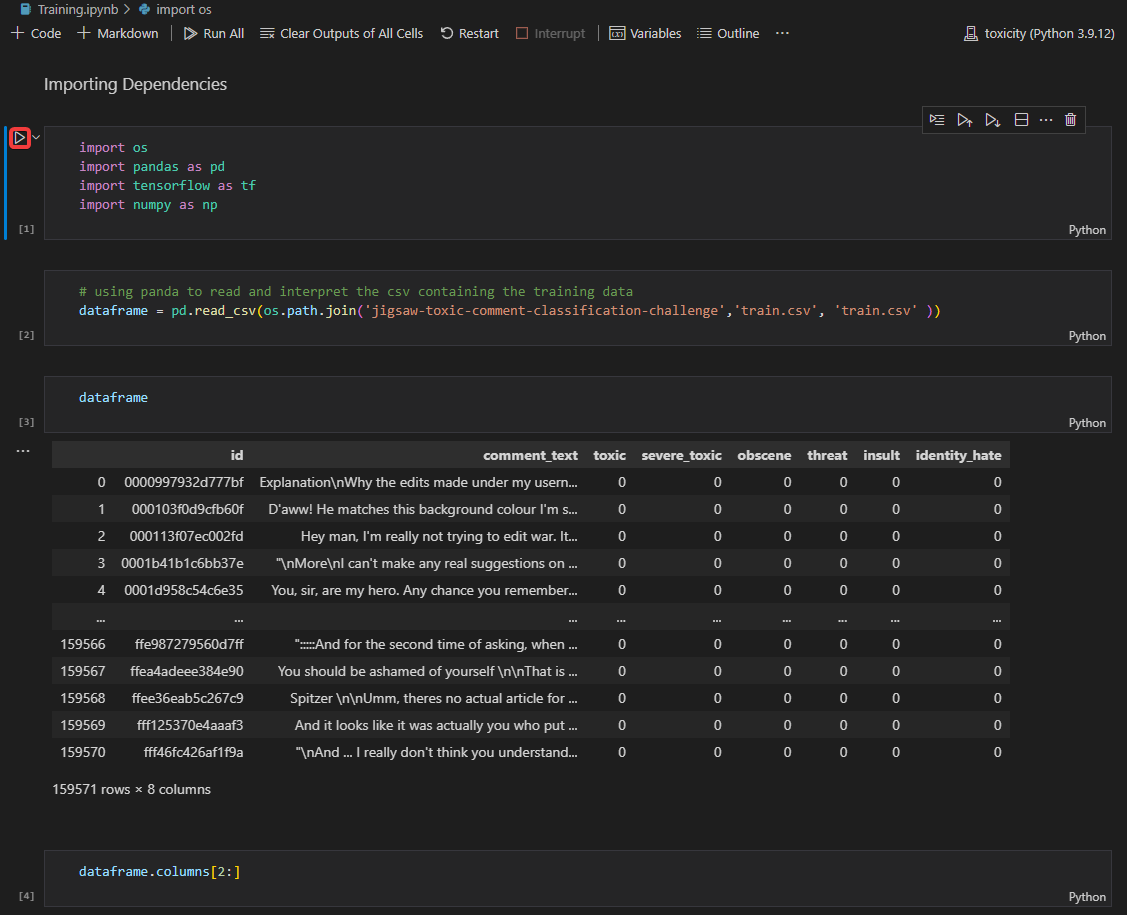 Training.ipynb > import os
+ Code + Markdown Run All Clear Outputs of All Cells Restart Interrupt Variables Outline ··· toxicity (Python 3.9.12)
Importing Dependencies
import os
import pandas as pd
import tensorflow as tf
import numpy as np
[1] Python
# using panda to read and interpret the csv containing the training data
dataframe = pd.read_csv(os.path.join('jigsaw-toxic-comment-classification-challenge','train.csv', 'train.csv' ))
[2] Python
dataframe
[3] Python
...
id comment_text toxic severe_toxic obscene threat insult identity_hate
0 0000997932d777bf Explanation\nWhy the edits made under my usern... 0 0 0 0 0 0
1 000103f0d9cfb60f D'aww! He matches this background colour I'm s... 0 0 0 0 0 0
2 000113f07ec002fd Hey man, I'm really not trying to edit war. It... 0 0 0 0 0 0
3 0001b41b1c6bb37e "\nMore\nI can't make any real suggestions on ... 0 0 0 0 0 0
4 0001d958c54c6e35 You, sir, are my hero. Any chance you remember... 0 0 0 0 0 0
... ... ... ... ... ... ... ... ...
159566 ffe987279560d7ff ":::::And for the second time of asking, when ... 0 0 0 0 0 0
159567 ffea4adeee384e90 You should be ashamed of yourself \n\nThat is ... 0 0 0 0 0 0
159568 ffee36eab5c267c9 Spitzer \n\nUmm, theres no actual article for ... 0 0 0 0 0 0
159569 fff125370e4aaaf3 And it looks like it was actually you who put ... 0 0 0 0 0 0
159570 fff46fc426af1f9a "\nAnd ... I really don't think you understand... 0 0 0 0 0 0
159571 rows × 8 columns
dataframe.columns[2:]
[4] Python